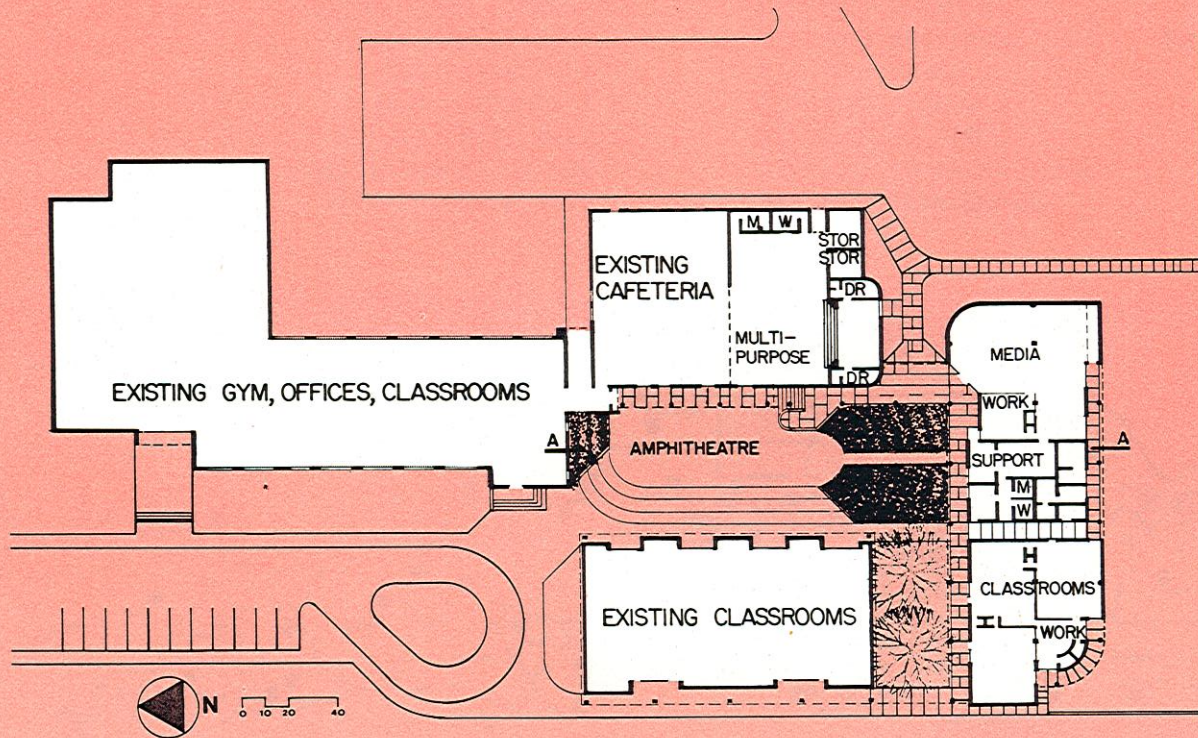 M W
STOR
STOR
EXISTING
CAFETERIA
DR
MULTI-
PURPOSE
DR
MEDIA
EXISTING GYM, OFFICES, CLASSROOMS
WORK
A
AMPHITHEATRE
A
SUPPORT
M
W
CLASSROOMS
EXISTING CLASSROOMS
WORK
N
0 10 20 40